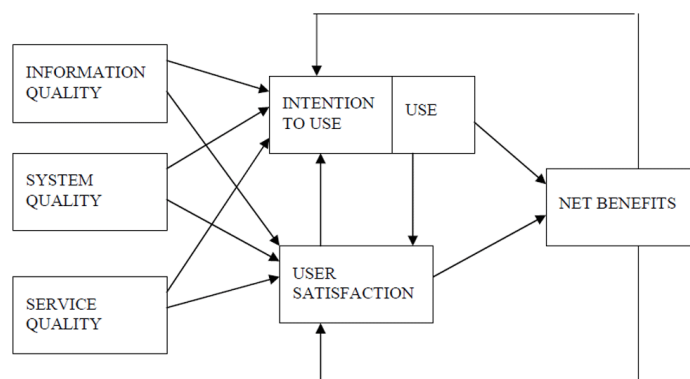 INFORMATION
QUALITY
INTENTION
TO USE
USE
SYSTEM
QUALITY
NET BENEFITS
USER
SATISFACTION
SERVICE
QUALITY